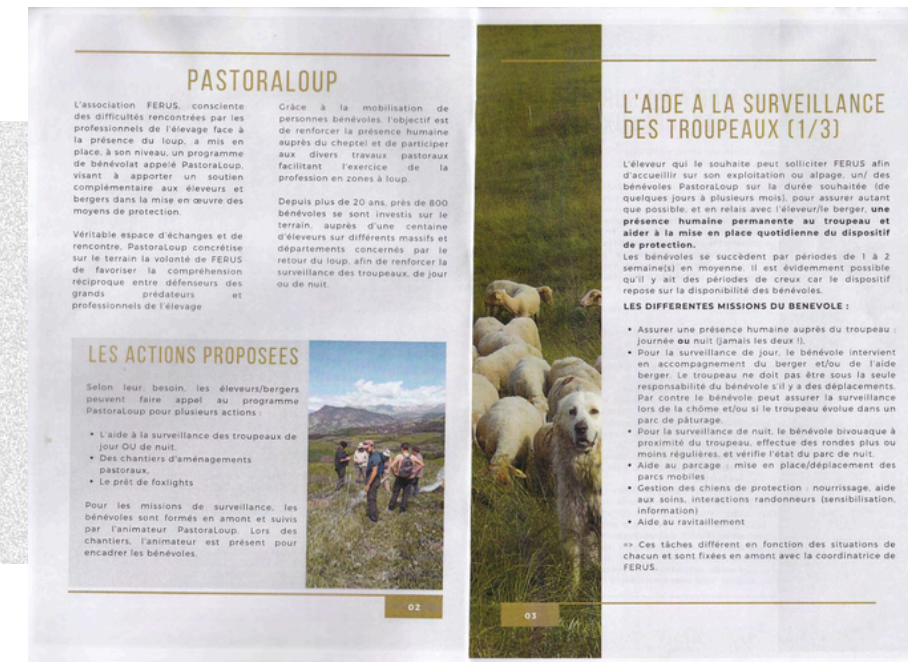 PASTORALOUP
L'association FERUS, consciente
des difficultés rencontrées par les
professionnels de l'élevage face à
la présence du loup, a mis en
place, à son niveau, un programme
de bénévolat appelé PastoraLoup,
visant à apporter un soutien
complémentaire aux éleveurs et
bergers dans la mise en œuvre des
moyens de protection.
Véritable espace d'échanges et de
rencontre, PastoraLoup concrétise
sur le terrain la volonté de FERUS
de favoriser la compréhension
réciproque entre défenseurs des
grands prédateurs et
professionnels de l'élevage
Grâce à la mobilisation de
personnes bénévoles, l'objectif est
de renforcer la présence humaine
auprès du cheptel et de participer
aux divers travaux pastoraux
facilitant l'exercice de la
profession en zones à loup.
Depuis plus de 20 ans, près de 800
bénévoles se sont investis sur le
terrain, auprès d'une centaine
d'éleveurs sur différents massifs et
départements concernés par le
retour du loup, afin de renforcer la
surveillance des troupeaux, de jour
ou de nuit.
LES ACTIONS PROPOSEES
Selon leur besoin, les éleveurs/bergers
peuvent faire appel au programme
PastoraLoup pour plusieurs actions :
• L'aide à la surveillance des troupeaux de
jour OU de nuit.
• Des chantiers d'aménagements
pastoraux,
• Le prêt de foxlights
Pour les missions de surveillance, les
bénévoles sont formés en amont et suivis
par l'animateur PastoraLoup. Lors des
chantiers, l'animateur est présent pour
encadrer les bénévoles.
02
L'AIDE A LA SURVEILLANCE
DES TROUPEAUX (1/3)
L'éleveur qui le souhaite peut solliciter FERUS afin
d'accueillir sur son exploitation ou alpage, un/ des
bénévoles PastoraLoup sur la durée souhaitée (de
quelques jours à plusieurs mois), pour assurer autant
que possible, et en relais avec l'éleveur/le berger, une
présence humaine permanente au troupeau et
aider à la mise en place quotidienne du dispositif
de protection.
Les bénévoles se succèdent par périodes de 1 à 2
semaine(s) en moyenne. Il est évidemment possible
qu'il y ait des périodes de creux car le dispositif
repose sur la disponibilité des bénévoles.
LES DIFFERENTES MISSIONS DU BENEVOLE :
• Assurer une présence humaine auprès du troupeau :
journée ou nuit (jamais les deux !),
• Pour la surveillance de jour, le bénévole intervient
en accompagnement du berger et/ou de l'aide
berger. Le troupeau ne doit pas être sous la seule
responsabilité du bénévole s'il y a des déplacements.
Par contre le bénévole peut assurer la surveillance
lors de la chôme et/ou si le troupeau évolue dans un
parc de pâturage.
• Pour la surveillance de nuit, le bénévole bivouaque à
proximité du troupeau, effectue des rondes plus ou
moins régulières, et vérifie l'état du parc de nuit.
• Aide au parcage : mise en place/déplacement des
parcs mobiles
• Gestion des chiens de protection : nourrissage, aide
aux soins, interactions randonneurs (sensibilisation,
information)
• Aide au ravitaillement
=> Ces tâches différent en fonction des situations de
chacun et sont fixées en amont avec la coordinatrice de
FERUS.
03